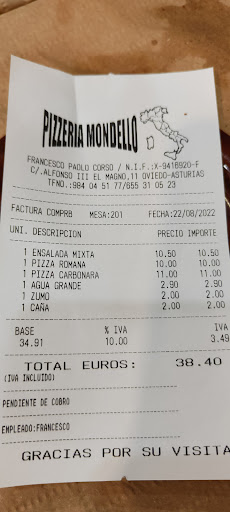 PIZZERIA MONDELLO
FRANCESCO PAOLO CORSO / N.I.F.:X-9416920-F
C/.ALFONSO III EL MAGNO,11 OVIEDO-ASTURIAS
TFNO.:984 04 51 77/655 31 05 23
FACTURA COMPRB MESA:201 FECHA:22/08/2022
UNI. DESCRIPCION PRECIO IMPORTE
1 ENSALADA MIXTA 10.50 10.50
1 PIZZA ROMANA 10.00 10.00
1 PIZZA CARBONARA 11.00 11.00
1 AGUA GRANDE 2.90 2.90
1 ZUMO 2.00 2.00
1 CAÑA 2.00 2.00
BASE % IVA IVA
34.91 10.00 3.49
TOTAL EUROS: 38.40
(IVA INCLUIDO)
PENDIENTE DE COBRO
EMPLEADO:FRANCESCO
GRACIAS POR SU VISITA